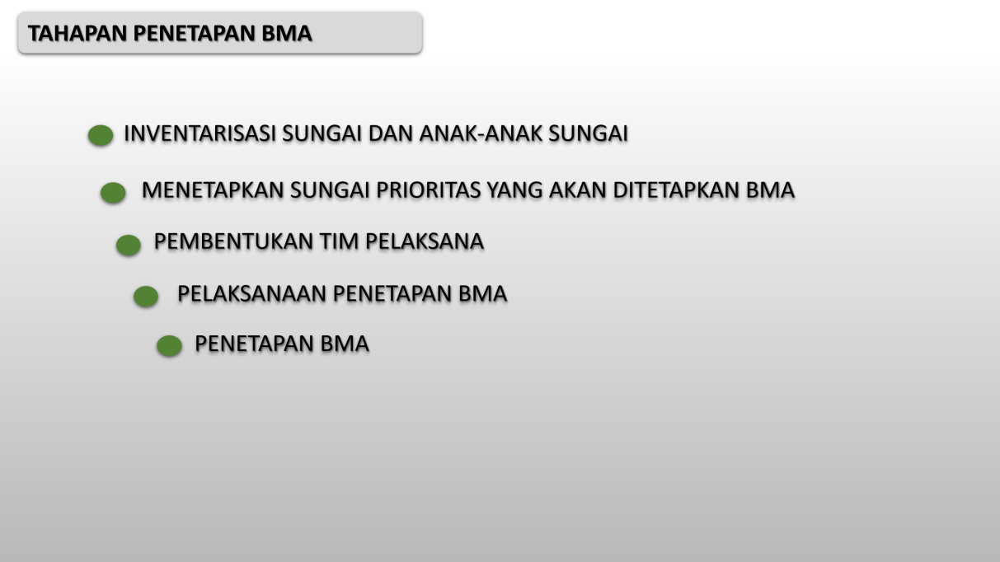 TAHAPAN PENETAPAN BMA
INVENTARISASI SUNGAI DAN ANAK-ANAK SUNGAI
MENETAPKAN SUNGAI PRIORITAS YANG AKAN DITETAPKAN BMA
PEMBENTUKAN TIM PELAKSANA
PELAKSANAAN PENETAPAN BMA
PENETAPAN BMA